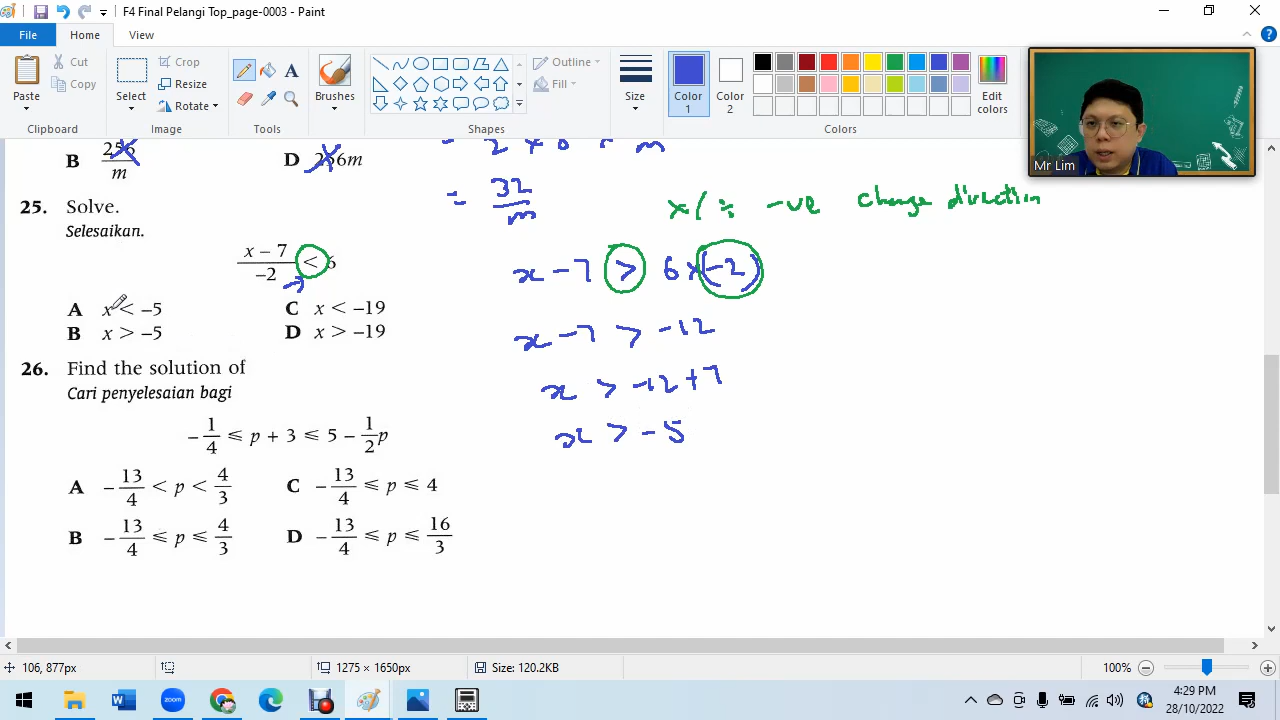 F4 Final Pelangi Top_page-0003 - Paint
File Home View
Paste Cut Copy Clipboard
Select Crop Resize Rotate Image
Tools
Brushes
Shapes Outline Fill
Size
Color 1 Color 2 Edit colors Colors
Mr Lim
B 256/m D 256m
= 32/m
x/÷ -ve change direction
25. Solve.
Selesaikan.
(x – 7)/–2 < 6
A x < –5 C x < –19
B x > –5 D x > –19
x - 7 > 6x(-2)
x - 7 > -12
x > -12+7
x > -5
26. Find the solution of
Cari penyelesaian bagi
–1/4 ⩽ p + 3 ⩽ 5 – 1/2p
A –13/4 < p < 4/3 C –13/4 ⩽ p ⩽ 4
B –13/4 ⩽ p ⩽ 4/3 D –13/4 ⩽ p ⩽ 16/3
106, 877px 1275 × 1650px Size: 120.2KB 100%
zoom
4:29 PM
28/10/2022